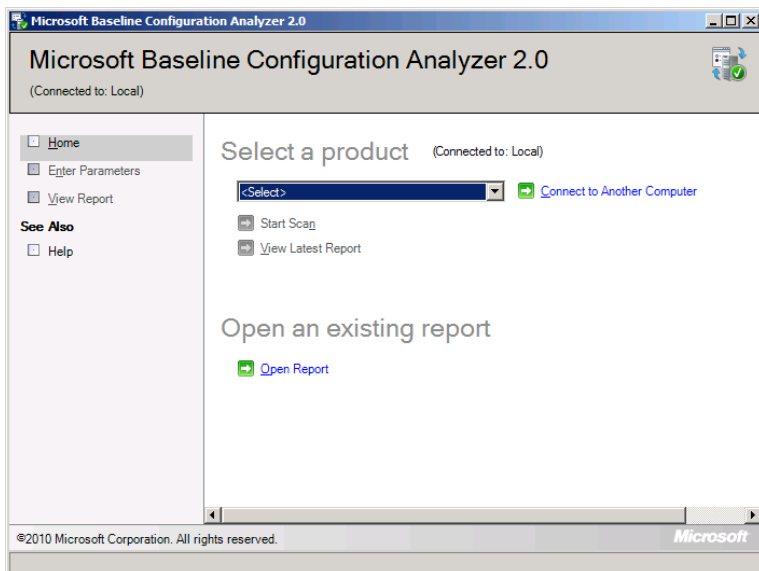 Microsoft Baseline Configuration Analyzer 2.0
Microsoft Baseline Configuration Analyzer 2.0
(Connected to: Local)
Home
Enter Parameters
View Report
See Also
Help
Select a product (Connected to: Local)
<Select> Connect to Another Computer
Start Scan
View Latest Report
Open an existing report
Open Report
©2010 Microsoft Corporation. All rights reserved. Microsoft